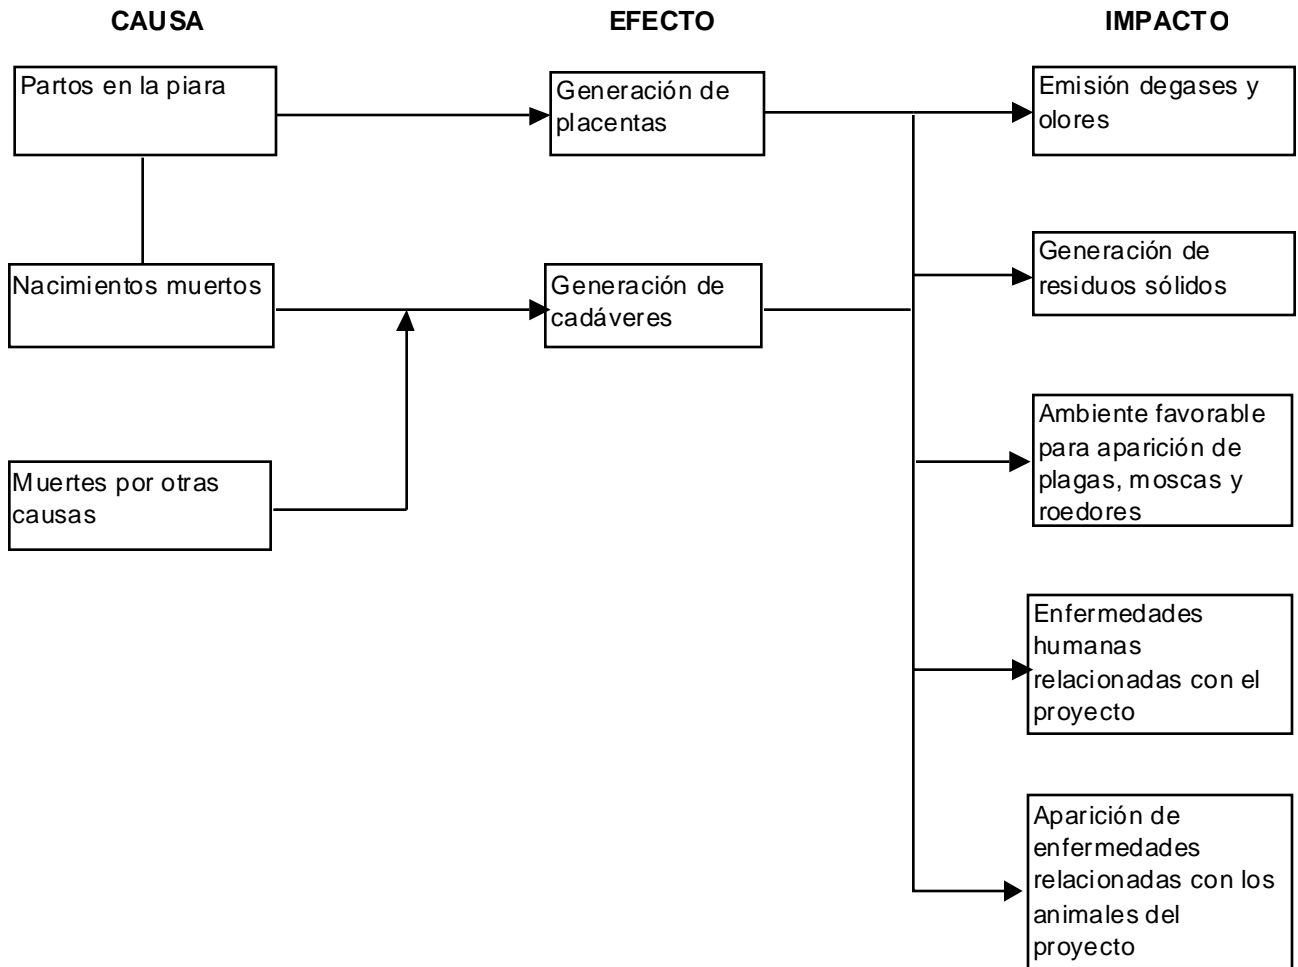 CAUSA
EFECTO
IMPACTO
Partos en la piara
Generación de
placentas
Emisión degases y
olores
Nacimientos muertos
Generación de
cadáveres
Generación de
residuos sólidos
Muertes por otras
causas
Ambiente favorable
para aparición de
plagas, moscas y
roedores
Enfermedades
humanas
relacionadas con el
proyecto
Aparición de
enfermedades
relacionadas con los
animales del
proyecto